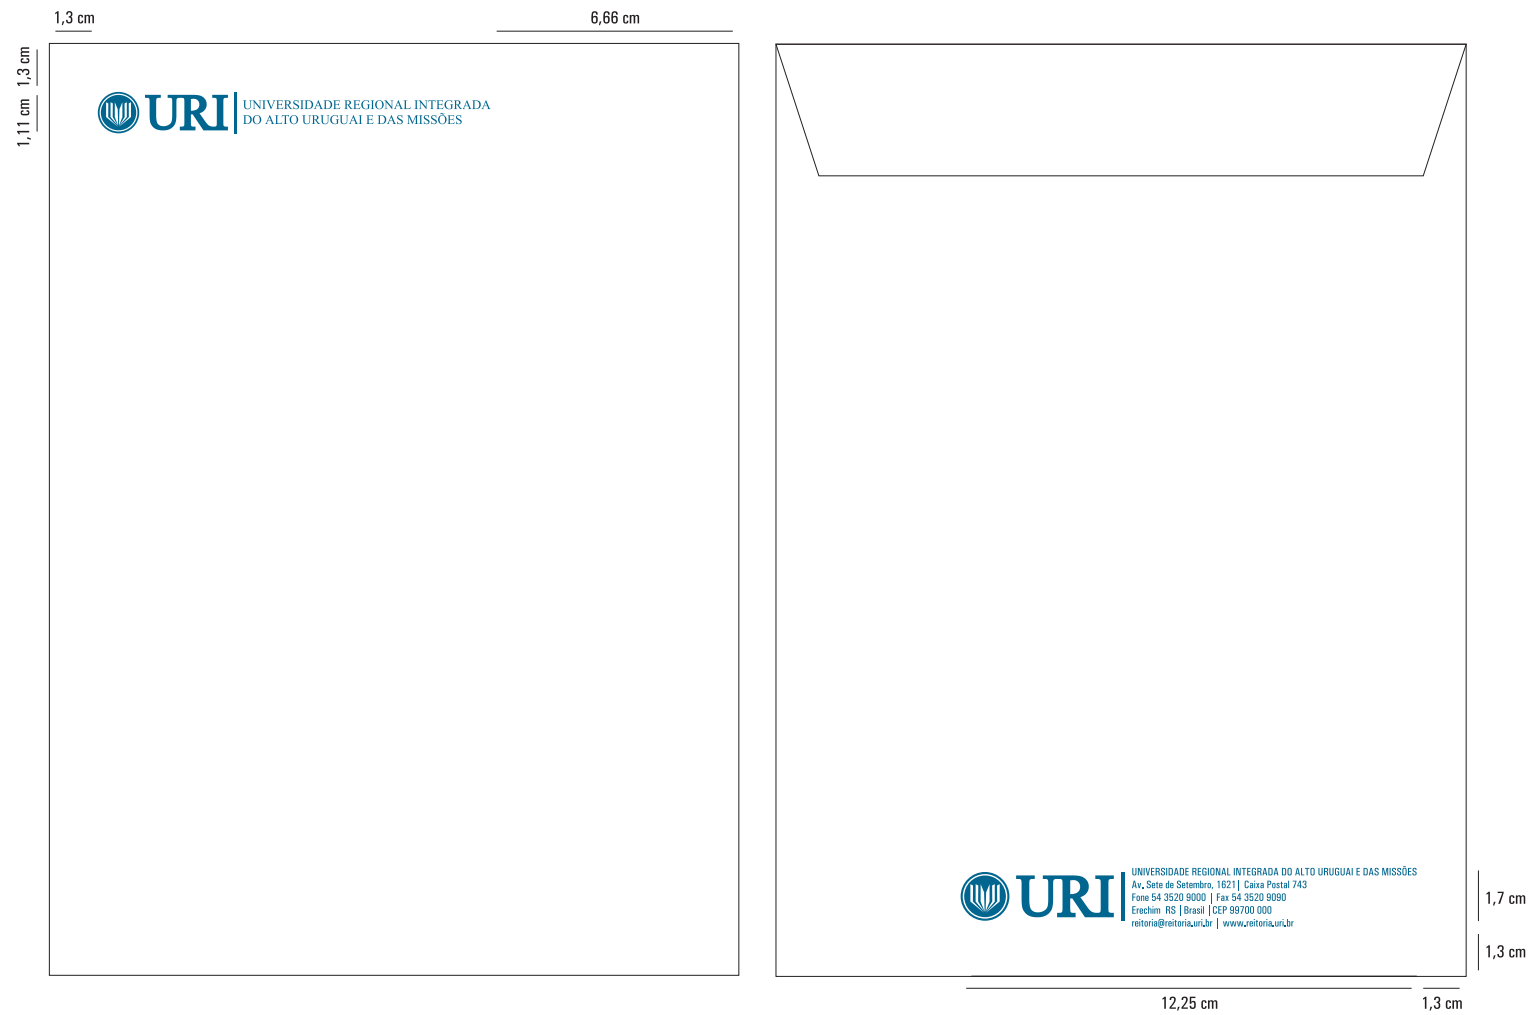 1,3 cm
6,66 cm
1,3 cm
1,11 cm
URI
UNIVERSIDADE REGIONAL INTEGRADA
DO ALTO URUGUAI E DAS MISSÕES
URI
UNIVERSIDADE REGIONAL INTEGRADA DO ALTO URUGUAI E DAS MISSÕES
Av. Sete de Setembro, 1621 | Caixa Postal 743
Fone 54 3520 9000 | Fax 54 3520 9090
Erechim RS | Brasil | CEP 99700 000
reitoria@reitoria.uri.br | www.reitoria.uri.br
1,7 cm
1,3 cm
12,25 cm
1,3 cm